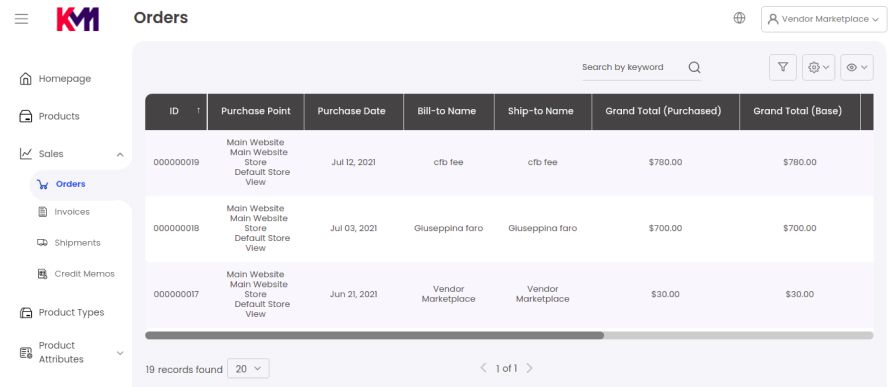 KM
Orders
Vendor Marketplace
Homepage
Products
Sales
Orders
Invoices
Shipments
Credit Memos
Product Types
Product
Attributes
Search by keyword
ID ↑ Purchase Point Purchase Date Bill-to Name Ship-to Name Grand Total (Purchased) Grand Total (Base)
000000019
Main Website
Main Website
Store
Default Store
View
Jul 12, 2021
cfb fee
cfb fee
$780.00
$780.00
000000018
Main Website
Main Website
Store
Default Store
View
Jul 03, 2021
Giuseppina faro
Giuseppina faro
$700.00
$700.00
000000017
Main Website
Main Website
Store
Default Store
View
Jun 21, 2021
Vendor
Marketplace
Vendor
Marketplace
$30.00
$30.00
19 records found 20
1 of 1